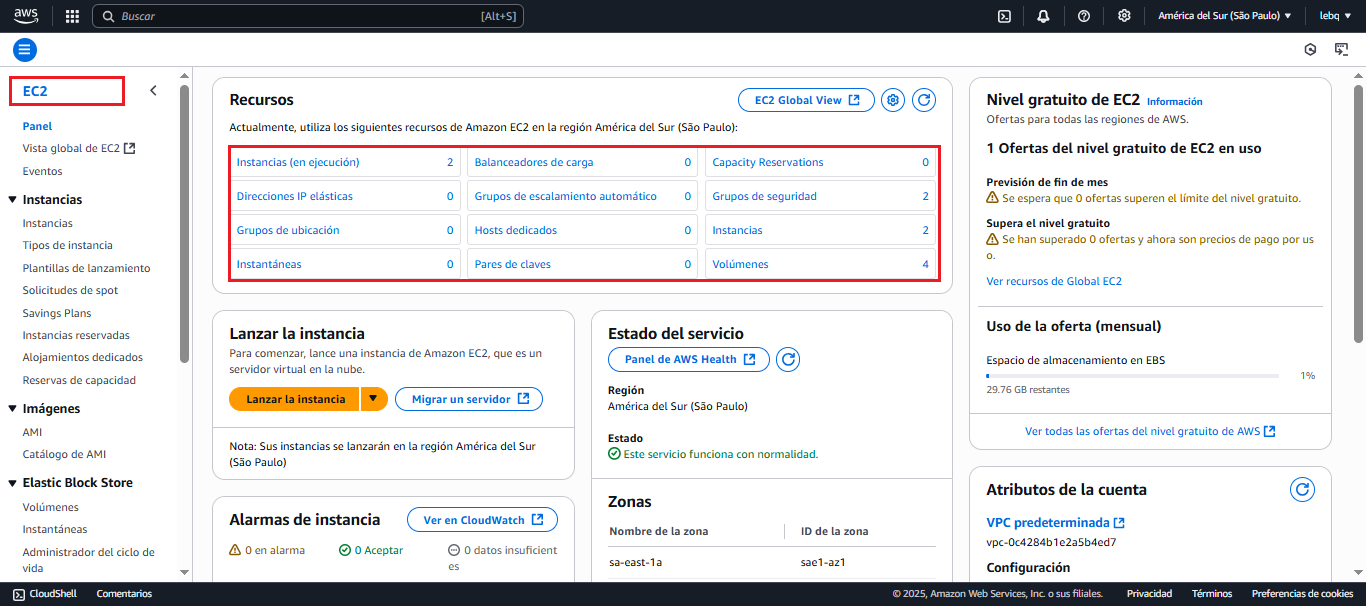 aws
Buscar
[Alt+S]
América del Sur (São Paulo)
lebq
EC2
Panel
Vista global de EC2
Eventos
Instancias
Instancias
Tipos de instancia
Plantillas de lanzamiento
Solicitudes de spot
Savings Plans
Instancias reservadas
Alojamientos dedicados
Reservas de capacidad
Imágenes
AMI
Catálogo de AMI
Elastic Block Store
Volúmenes
Instantáneas
Administrador del ciclo de
vida
Recursos
EC2 Global View
Actualmente, utiliza los siguientes recursos de Amazon EC2 en la región América del Sur (São Paulo):
Instancias (en ejecución) 2
Balanceadores de carga 0
Capacity Reservations 0
Direcciones IP elásticas 0
Grupos de escalamiento automático 0
Grupos de seguridad 2
Grupos de ubicación 0
Hosts dedicados 0
Instancias 2
Instantáneas 0
Pares de claves 0
Volúmenes 4
Lanzar la instancia
Para comenzar, lance una instancia de Amazon EC2, que es un
servidor virtual en la nube.
Lanzar la instancia
Migrar un servidor
Nota: Sus instancias se lanzarán en la región América del Sur
(São Paulo)
Alarmas de instancia
Ver en CloudWatch
0 en alarma
0 Aceptar
0 datos insuficient
es
Estado del servicio
Panel de AWS Health
Región
América del Sur (São Paulo)
Estado
Este servicio funciona con normalidad.
Zonas
Nombre de la zona
ID de la zona
sa-east-1a
sae1-az1
Nivel gratuito de EC2 Información
Ofertas para todas las regiones de AWS.
1 Ofertas del nivel gratuito de EC2 en uso
Previsión de fin de mes
Se espera que 0 ofertas superen el límite del nivel gratuito.
Supera el nivel gratuito
Se han superado 0 ofertas y ahora son precios de pago por us
o.
Ver recursos de Global EC2
Uso de la oferta (mensual)
Espacio de almacenamiento en EBS
1%
29.76 GB restantes
Ver todas las ofertas del nivel gratuito de AWS
Atributos de la cuenta
VPC predeterminada
vpc-0c4284b1e2a5b4ed7
Configuración
CloudShell
Comentarios
© 2025, Amazon Web Services, Inc. o sus filiales.
Privacidad
Términos
Preferencias de cookies